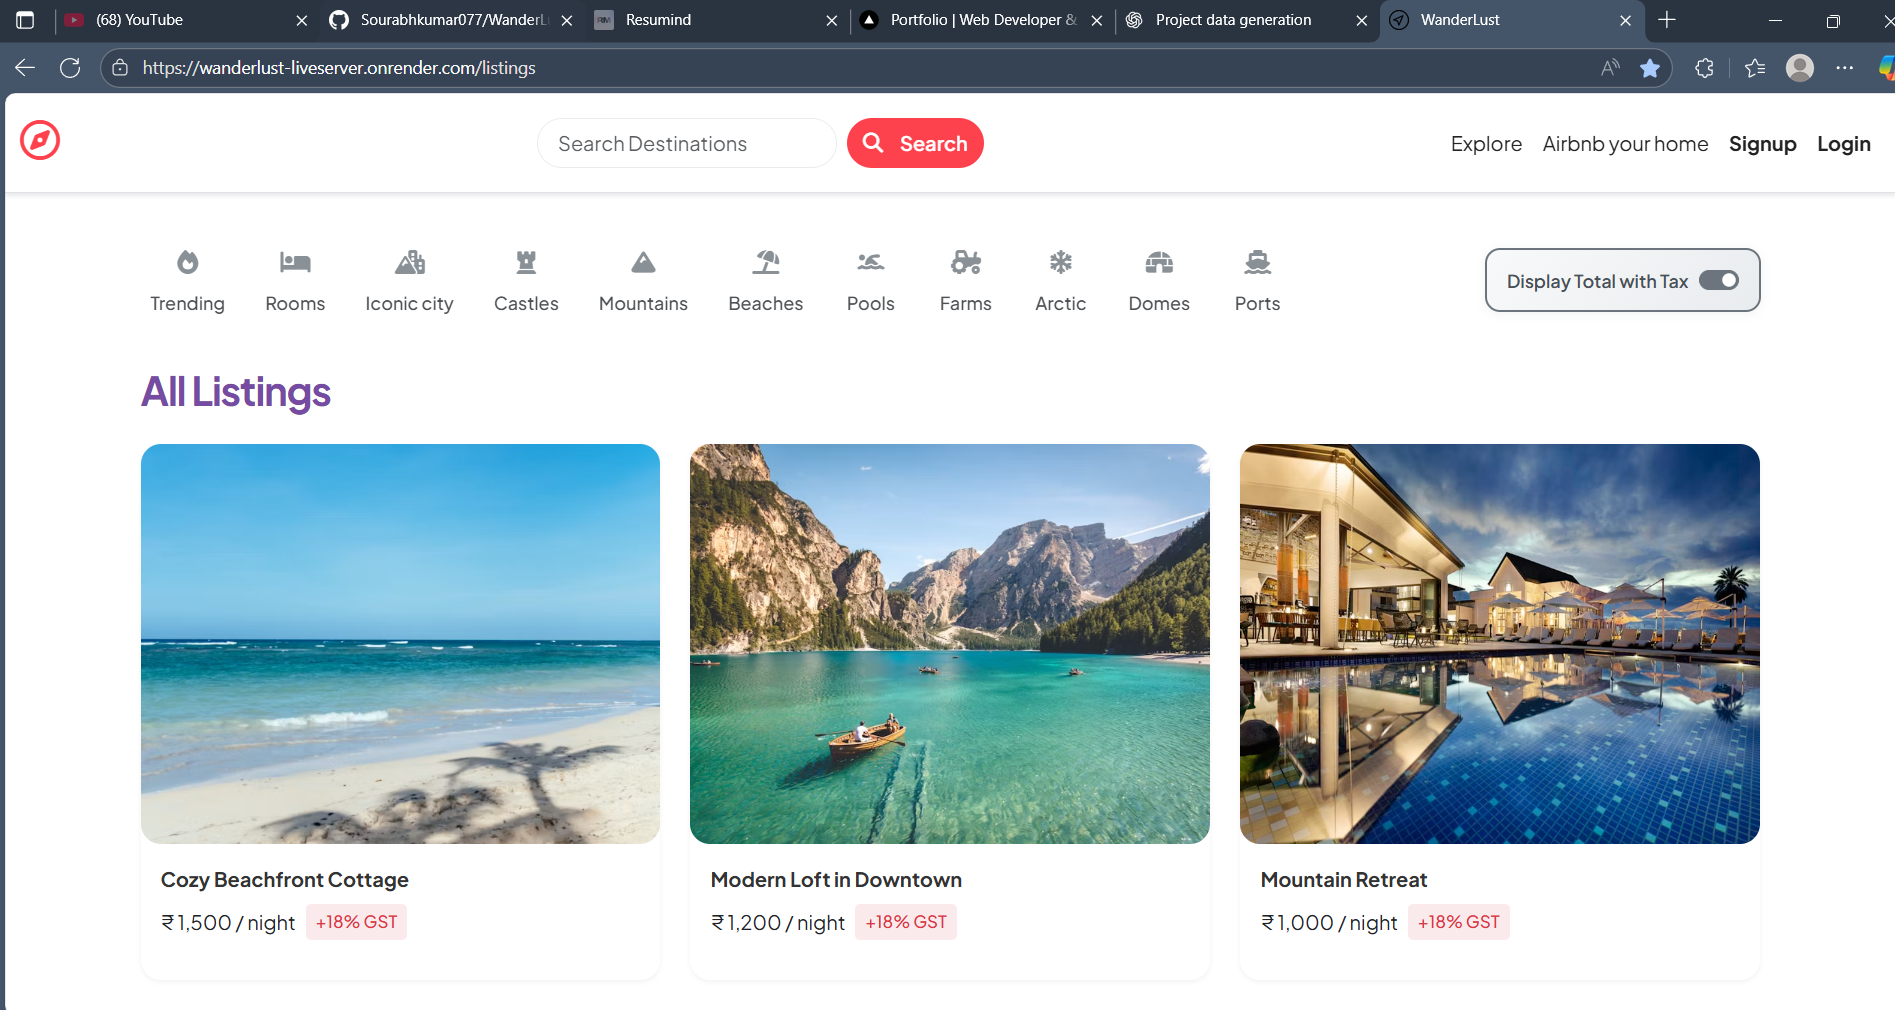 (68) YouTube
Sourabhkumar077/WanderL
Resumind
Portfolio | Web Developer &
Project data generation
WanderLust
https://wanderlust-liveserver.onrender.com/listings
Search Destinations
Search
Explore
Airbnb your home
Signup
Login
Trending
Rooms
Iconic city
Castles
Mountains
Beaches
Pools
Farms
Arctic
Domes
Ports
Display Total with Tax
All Listings
Cozy Beachfront Cottage
₹1,500 / night +18% GST
Modern Loft in Downtown
₹1,200 / night +18% GST
Mountain Retreat
₹1,000 / night +18% GST